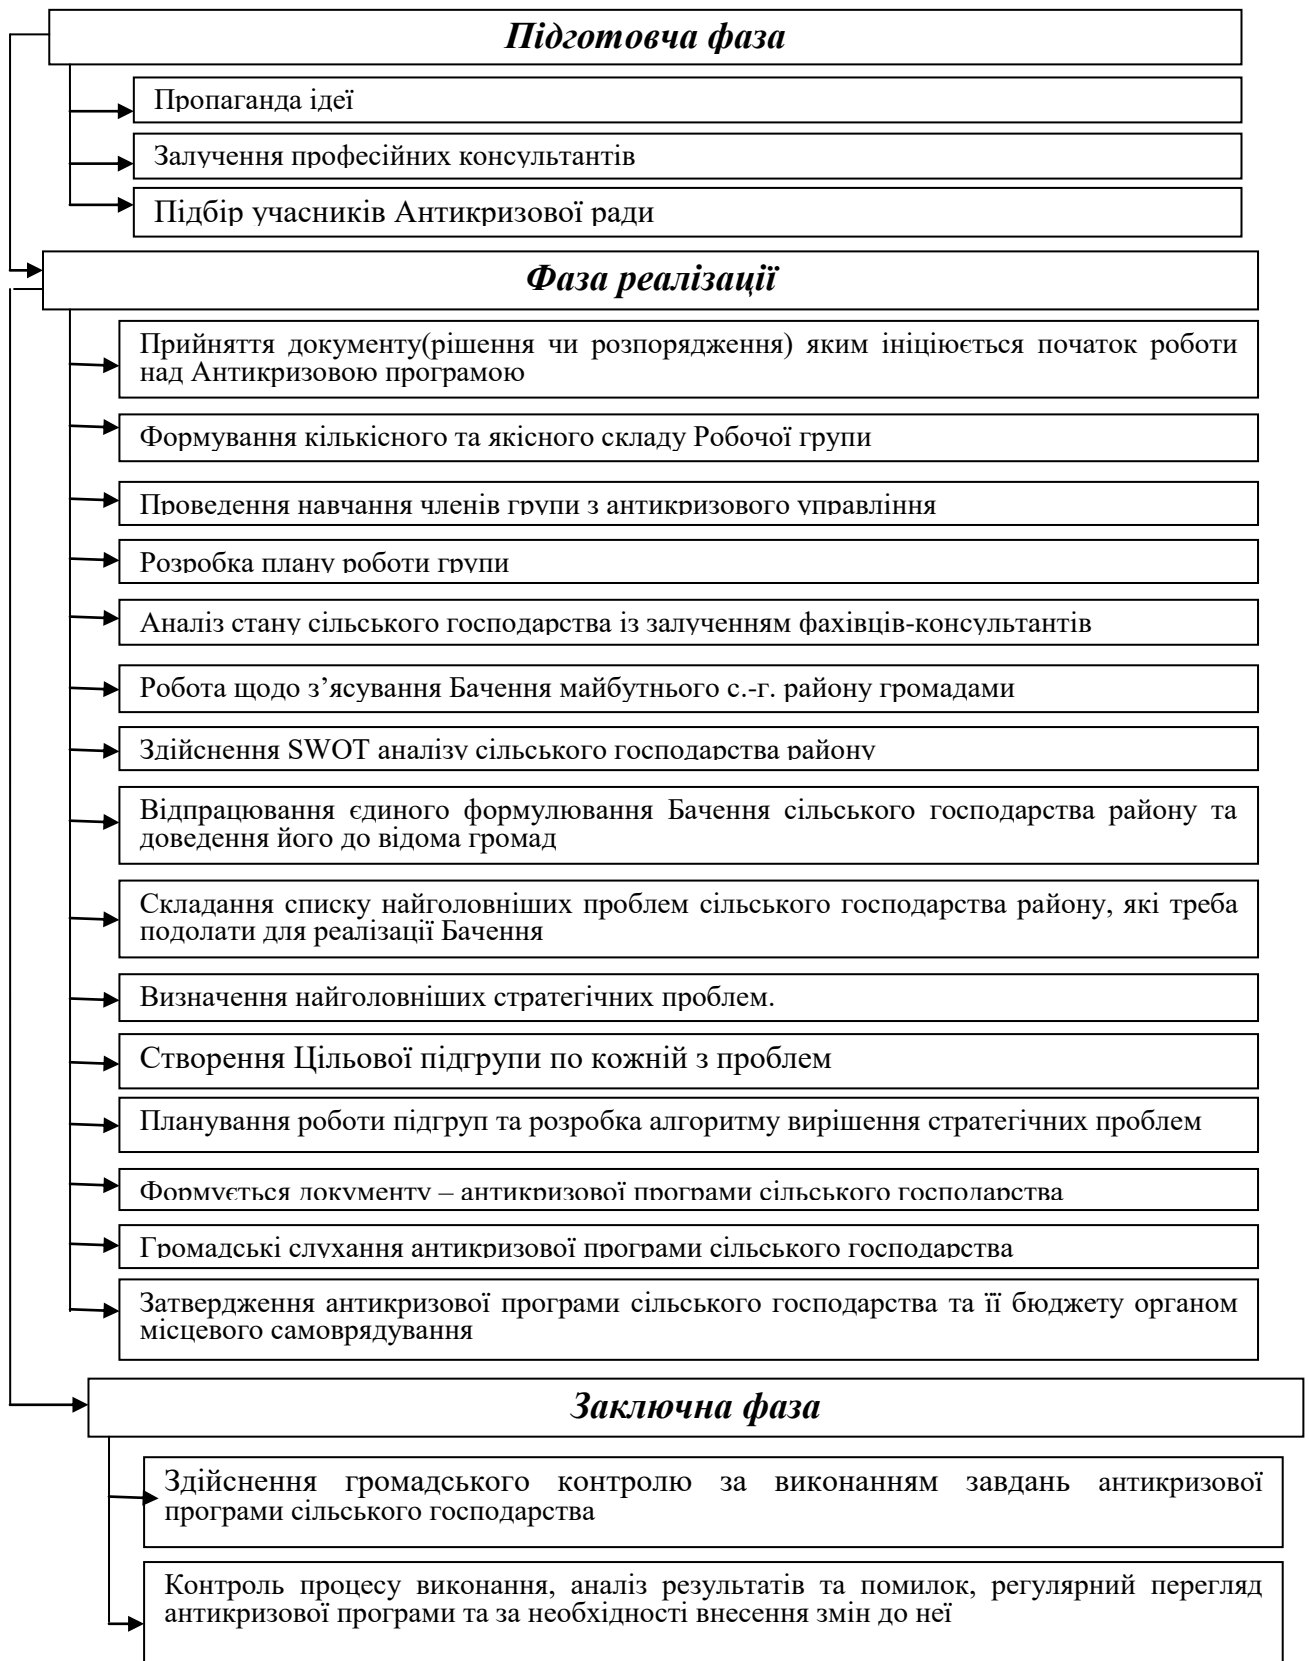 Підготовча фаза
Пропаганда ідеї
Залучення професійних консультантів
Підбір учасників Антикризової ради
Фаза реалізації
Прийняття документу(рішення чи розпорядження) яким ініціюється початок роботи
над Антикризовою програмою
Формування кількісного та якісного складу Робочої групи
Проведення навчання членів групи з антикризового управління
Розробка плану роботи групи
Аналіз стану сільського господарства із залученням фахівців-консультантів
Робота щодо з’ясування Бачення майбутнього с.-г. району громадами
Здійснення SWOT аналізу сільського господарства району
Відпрацювання єдиного формулювання Бачення сільського господарства району та
доведення його до відома громад
Складання списку найголовніших проблем сільського господарства району, які треба
подолати для реалізації Бачення
Визначення найголовніших стратегічних проблем.
Створення Цільової підгрупи по кожній з проблем
Планування роботи підгруп та розробка алгоритму вирішення стратегічних проблем
Формується документу – антикризової програми сільського господарства
Громадські слухання антикризової програми сільського господарства
Затвердження антикризової програми сільського господарства та її бюджету органом
місцевого самоврядування
Заключна фаза
Здійснення громадського контролю за виконанням завдань антикризової
програми сільського господарства
Контроль процесу виконання, аналіз результатів та помилок, регулярний перегляд
антикризової програми та за необхідності внесення змін до неї